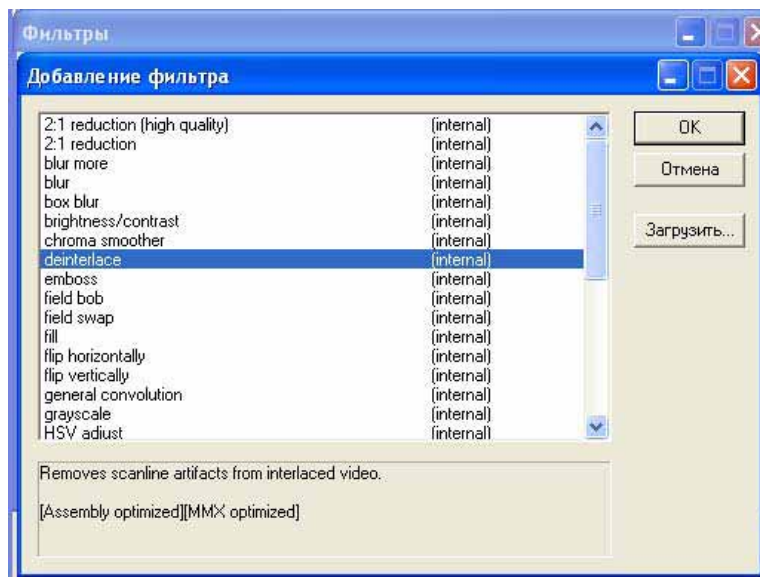 Фильтры
Добавление фильтра
2:1 reduction (high quality) (internal)
2:1 reduction (internal)
blur more (internal)
blur (internal)
box blur (internal)
brightness/contrast (internal)
chroma smoother (internal)
deinterlace (internal)
emboss (internal)
field bob (internal)
field swap (internal)
fill (internal)
flip horizontally (internal)
flip vertically (internal)
general convolution (internal)
grayscale (internal)
HSV adjust (internal)
OK
Отмена
Загрузить...
Removes scanline artifacts from interlaced video.
[Assembly optimized][MMX optimized]